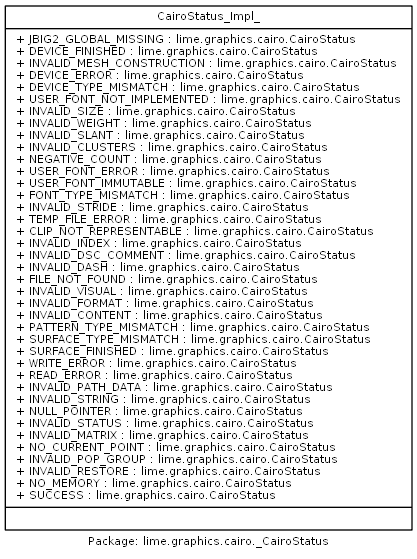 CairoStatus_Impl_
+ JBIG2_GLOBAL_MISSING : lime.graphics.cairo.CairoStatus
+ DEVICE_FINISHED : lime.graphics.cairo.CairoStatus
+ INVALID_MESH_CONSTRUCTION : lime.graphics.cairo.CairoStatus
+ DEVICE_ERROR : lime.graphics.cairo.CairoStatus
+ DEVICE_TYPE_MISMATCH : lime.graphics.cairo.CairoStatus
+ USER_FONT_NOT_IMPLEMENTED : lime.graphics.cairo.CairoStatus
+ INVALID_SIZE : lime.graphics.cairo.CairoStatus
+ INVALID_WEIGHT : lime.graphics.cairo.CairoStatus
+ INVALID_SLANT : lime.graphics.cairo.CairoStatus
+ INVALID_CLUSTERS : lime.graphics.cairo.CairoStatus
+ NEGATIVE_COUNT : lime.graphics.cairo.CairoStatus
+ USER_FONT_ERROR : lime.graphics.cairo.CairoStatus
+ USER_FONT_IMMUTABLE : lime.graphics.cairo.CairoStatus
+ FONT_TYPE_MISMATCH : lime.graphics.cairo.CairoStatus
+ INVALID_STRIDE : lime.graphics.cairo.CairoStatus
+ TEMP_FILE_ERROR : lime.graphics.cairo.CairoStatus
+ CLIP_NOT_REPRESENTABLE : lime.graphics.cairo.CairoStatus
+ INVALID_INDEX : lime.graphics.cairo.CairoStatus
+ INVALID_DSC_COMMENT : lime.graphics.cairo.CairoStatus
+ INVALID_DASH : lime.graphics.cairo.CairoStatus
+ FILE_NOT_FOUND : lime.graphics.cairo.CairoStatus
+ INVALID_VISUAL : lime.graphics.cairo.CairoStatus
+ INVALID_FORMAT : lime.graphics.cairo.CairoStatus
+ INVALID_CONTENT : lime.graphics.cairo.CairoStatus
+ PATTERN_TYPE_MISMATCH : lime.graphics.cairo.CairoStatus
+ SURFACE_TYPE_MISMATCH : lime.graphics.cairo.CairoStatus
+ SURFACE_FINISHED : lime.graphics.cairo.CairoStatus
+ WRITE_ERROR : lime.graphics.cairo.CairoStatus
+ READ_ERROR : lime.graphics.cairo.CairoStatus
+ INVALID_PATH_DATA : lime.graphics.cairo.CairoStatus
+ INVALID_STRING : lime.graphics.cairo.CairoStatus
+ NULL_POINTER : lime.graphics.cairo.CairoStatus
+ INVALID_STATUS : lime.graphics.cairo.CairoStatus
+ INVALID_MATRIX : lime.graphics.cairo.CairoStatus
+ NO_CURRENT_POINT : lime.graphics.cairo.CairoStatus
+ INVALID_POP_GROUP : lime.graphics.cairo.CairoStatus
+ INVALID_RESTORE : lime.graphics.cairo.CairoStatus
+ NO_MEMORY : lime.graphics.cairo.CairoStatus
+ SUCCESS : lime.graphics.cairo.CairoStatus
Package: lime.graphics.cairo._CairoStatus